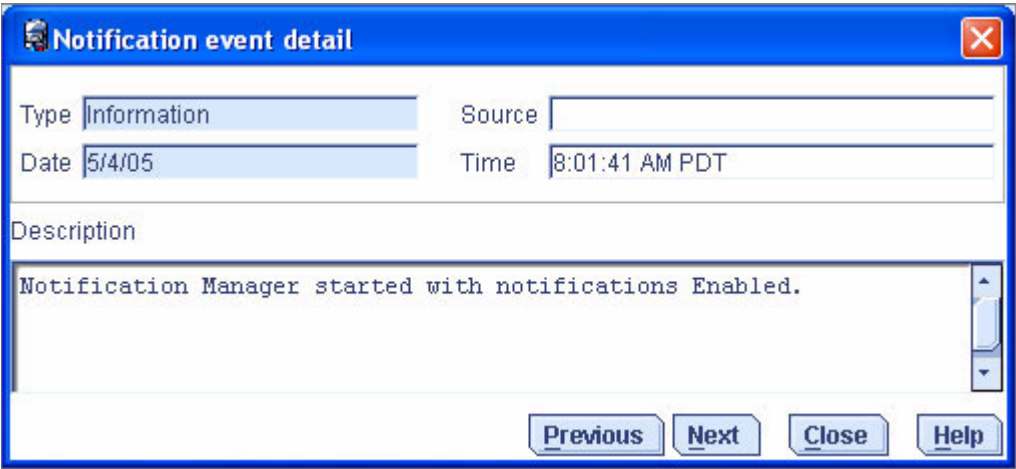 Notification event detail
Type Information Source
Date 5/4/05 Time 8:01:41 AM PDT
Description
Notification Manager started with notifications Enabled.
Previous Next Close Help